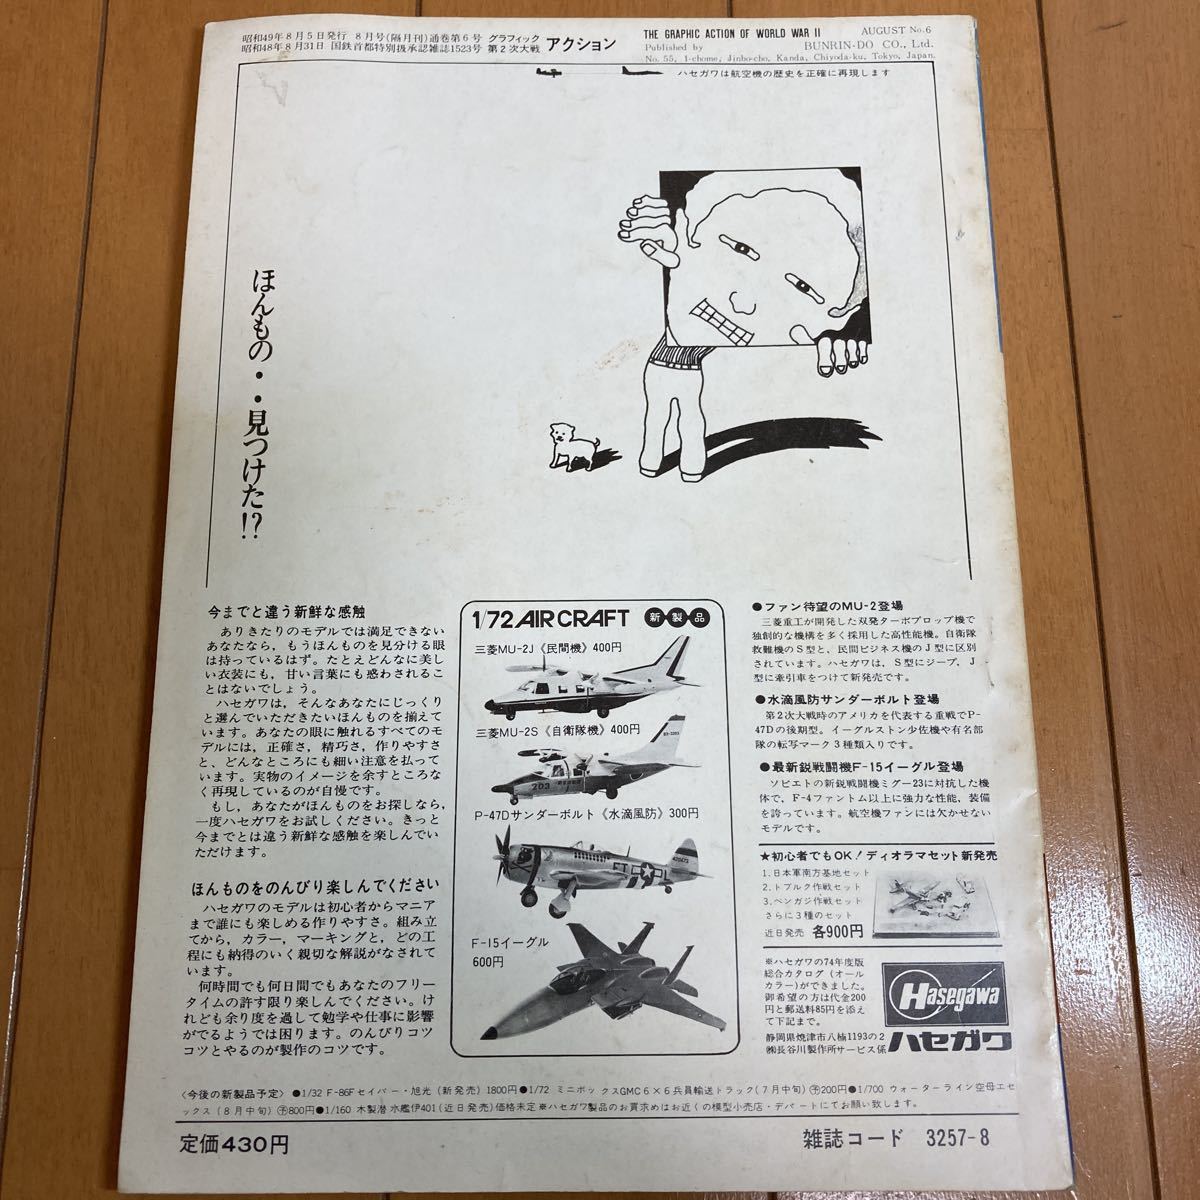 昭和49年8月5日発行 8月号(隔月刊)通巻第6号 グラフィック
昭和48年8月31日 国鉄首都特別扱承認雑誌1523号 第2次大戦 アクション
THE GRAPHIC ACTION OF WORLD WAR II AUGUST No.6
Published by BUNRIN-DO CO., Ltd.
No. 55, 1-chome, Jinbo-cho, Kanda, Chiyoda-ku, Tokyo, Japan.
ハセガワは航空機の歴史を正確に再現します
ほんもの・・見つけた!?
今までと違う新鮮な感触
ありきたりのモデルでは満足できない
あなたなら,もうほんものを見分ける眼
は持っているはず。たとえどんなに美し
い衣装にも,甘い言葉にも惑わされるこ
とはないでしょう。
ハセガワは,そんなあなたにじっくり
と選んでいただきたいほんものを揃えて
います。あなたの眼に触れるすべてのモ
デルには,正確さ,精巧さ,作りやすさ
と,どんなところにも細い注意を払って
います。実物のイメージを余すところな
く再現しているのが自慢です。
もし,あなたがほんものをお探しなら,
一度ハセガワをお試しください。きっと
今までとは違う新鮮な感触を楽しんでい
ただけます。
ほんものをのんびり楽しんでください
ハセガワのモデルは初心者からマニア
まで誰にも楽しめる作りやすさ。組み立
てから,カラー,マーキングと,どの工
程にも納得のいく親切な解説がなされて
います。
何時間でも何日間でもあなたのフリー
タイムの許す限り楽しんでください。け
れども余り度を過して勉学や仕事に影響
がでるようでは困ります。のんびりコツ
コツとやるのが製作のコツです。
1/72 AIRCRAFT 新製品
三菱MU-2J《民間機》400円
三菱MU-2S《自衛隊機》400円
203
P-47Dサンダーボルト《水滴風防》300円
F-15イーグル
600円
●ファン待望のMU-2登場
三菱重工が開発した双発ターボプロップ機で
独創的な機構を多く採用した高性能機。自衛隊
救難機のS型と,民間ビジネス機のJ型に区別
されています。ハセガワは,S型にジープ,J
型に牽引車をつけて新発売です。
●水滴風防サンダーボルト登場
第2次大戦時のアメリカを代表する重戦でP-
47Dの後期型。イーグルストン少佐機や有名部
隊の転写マーク3種類入りです。
●最新鋭戦闘機F-15イーグル登場
ソビエトの新鋭戦闘機ミグー23に対抗した機
体で,F-4ファントム以上に強力な性能,装備
を誇っています。航空機ファンには欠かせない
モデルです。
★初心者でもOK!ディオラマセット新発売
1.日本軍南方基地セット
2.トブルク作戦セット
3.ベンガジ作戦セット
さらに3種のセット
近日発売 各900円
※ハセガワの74年度版
総合カタログ(オール
カラー)ができました。
御希望の方は代金200
円と郵送料85円を添え
て下記まで。
静岡県焼津市八楠1193の2
㈱長谷川製作所サービス係
Hasegawa
ハセガワ
〈今後の新製品予定〉●1/32 F-86F セイバー・旭光(新発売)1800円●1/72 ミニボックスGMC6×6兵員輸送トラック(7月中旬)予200円●1/700 ウォーターライン空母エセ
ックス(8月中旬)予800円●1/160 木製潜水艦伊401(近日発売)価格未定※ハセガワ製品のお買求めはお近くの模型小売店・デパートにてお願い致します。
定価430円
雑誌コード 3257-8